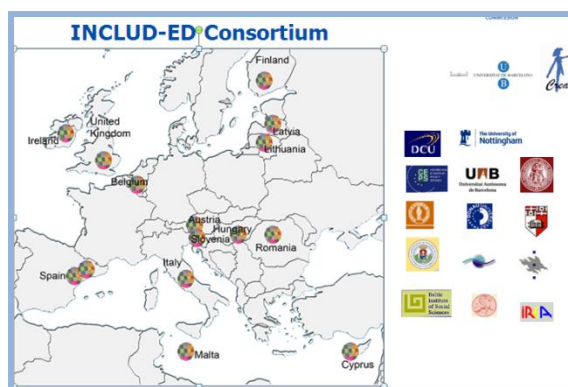 INCLUD-ED Consortium
Finland
United
Kingdom
Ireland
Latvia
Lithuania
Belgium
Austria
Slovenia
Hungary
Romania
Spain
Italy
Malta
Cyprus
UNIVERSITAT DE BARCELONA
U
B
Crea
DCU
The University of
Nottingham
UAB
Universitat Autònoma
de Barcelona
Baltic
Institute
of Social
Sciences